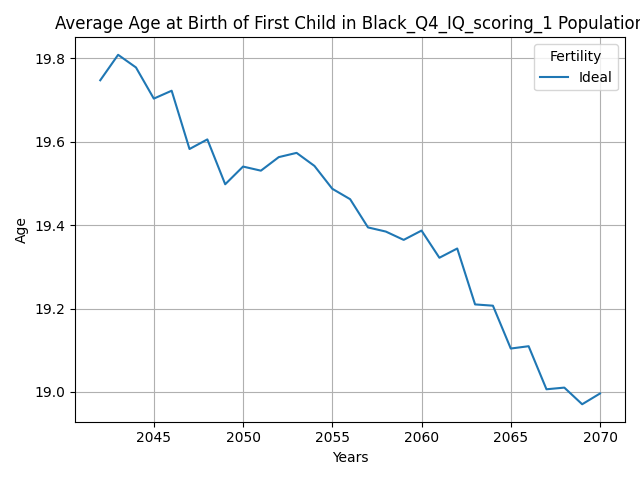 Average Age at Birth of First Child in Black_Q4_IQ_scoring_1 Population
Fertility
Ideal
19.8
19.6
19.4
19.2
19.0
Age
2045 2050 2055 2060 2065 2070
Years